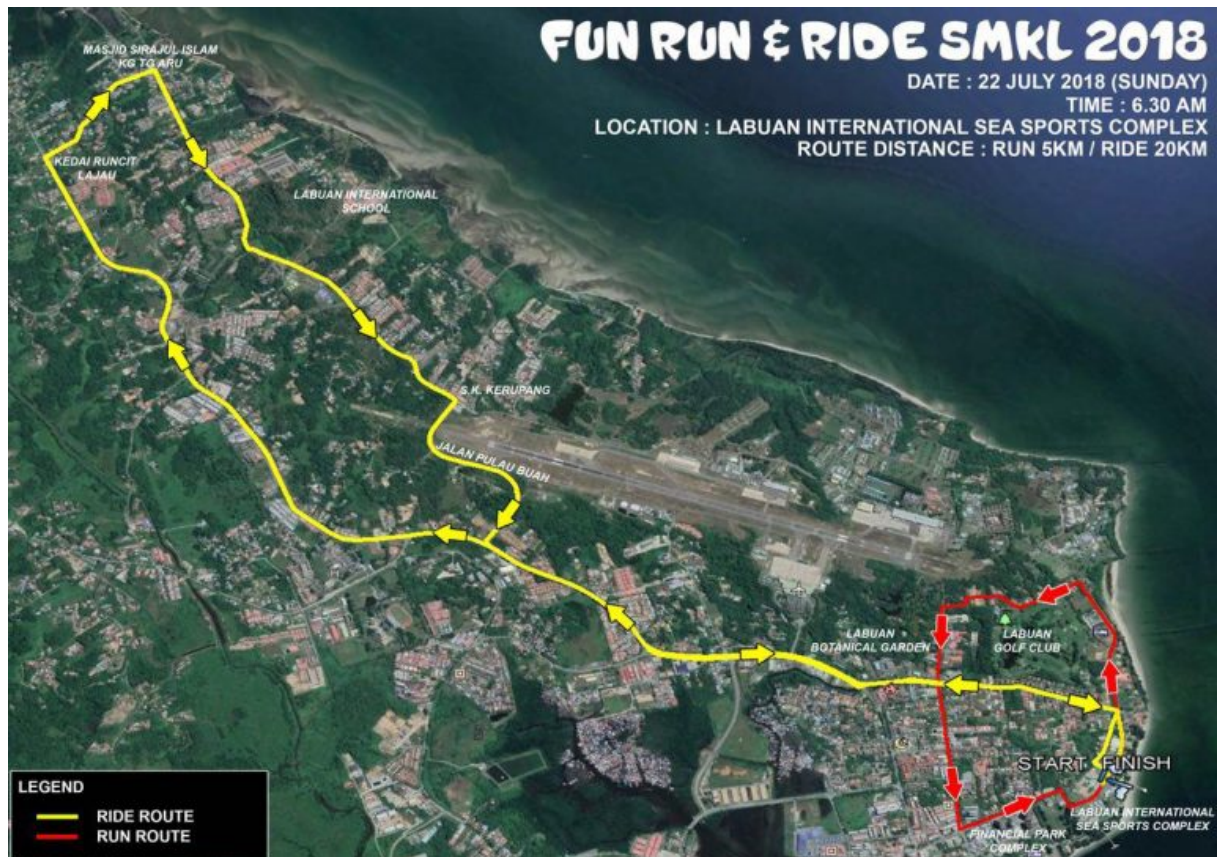 FUN RUN & RIDE SMKL 2018
DATE : 22 JULY 2018 (SUNDAY)
TIME : 6.30 AM
LOCATION : LABUAN INTERNATIONAL SEA SPORTS COMPLEX
ROUTE DISTANCE : RUN 5KM / RIDE 20KM
MASJID SIRAJUL ISLAM
KG TG ARU
KEDAI RUNCIT
LAJAU
LABUAN INTERNATIONAL
SCHOOL
S.K. KERUPANG
JALAN PULAU BUAH
LABUAN
BOTANICAL GARDEN
LABUAN
GOLF CLUB
START FINISH
LABUAN INTERNATIONAL
SEA SPORTS COMPLEX
FINANCIAL PARK
COMPLEX
LEGEND
RIDE ROUTE
RUN ROUTE